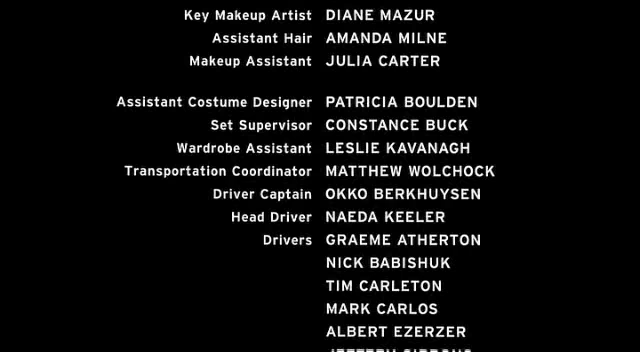 Key Makeup Artist DIANE MAZUR
Assistant Hair AMANDA MILNE
Makeup Assistant JULIA CARTER
Assistant Costume Designer PATRICIA BOULDEN
Set Supervisor CONSTANCE BUCK
Wardrobe Assistant LESLIE KAVANAGH
Transportation Coordinator MATTHEW WOLCHOCK
Driver Captain OKKO BERKHUYSEN
Head Driver NAEDA KEELER
Drivers GRAEME ATHERTON
NICK BABISHUK
TIM CARLETON
MARK CARLOS
ALBERT EZERZER